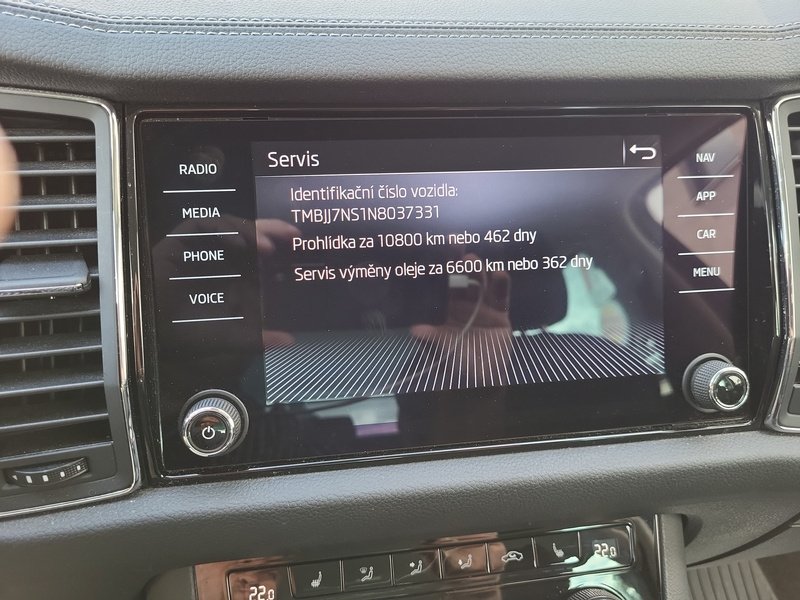 Servis
RADIO
MEDIA
PHONE
VOICE
Identifikační číslo vozidla:
TMBJJ7NS1N8037331
Prohlídka za 10800 km nebo 462 dny
Servis výměny oleje za 6600 km nebo 362 dny
NAV
APP
CAR
MENU
22.0
22.0